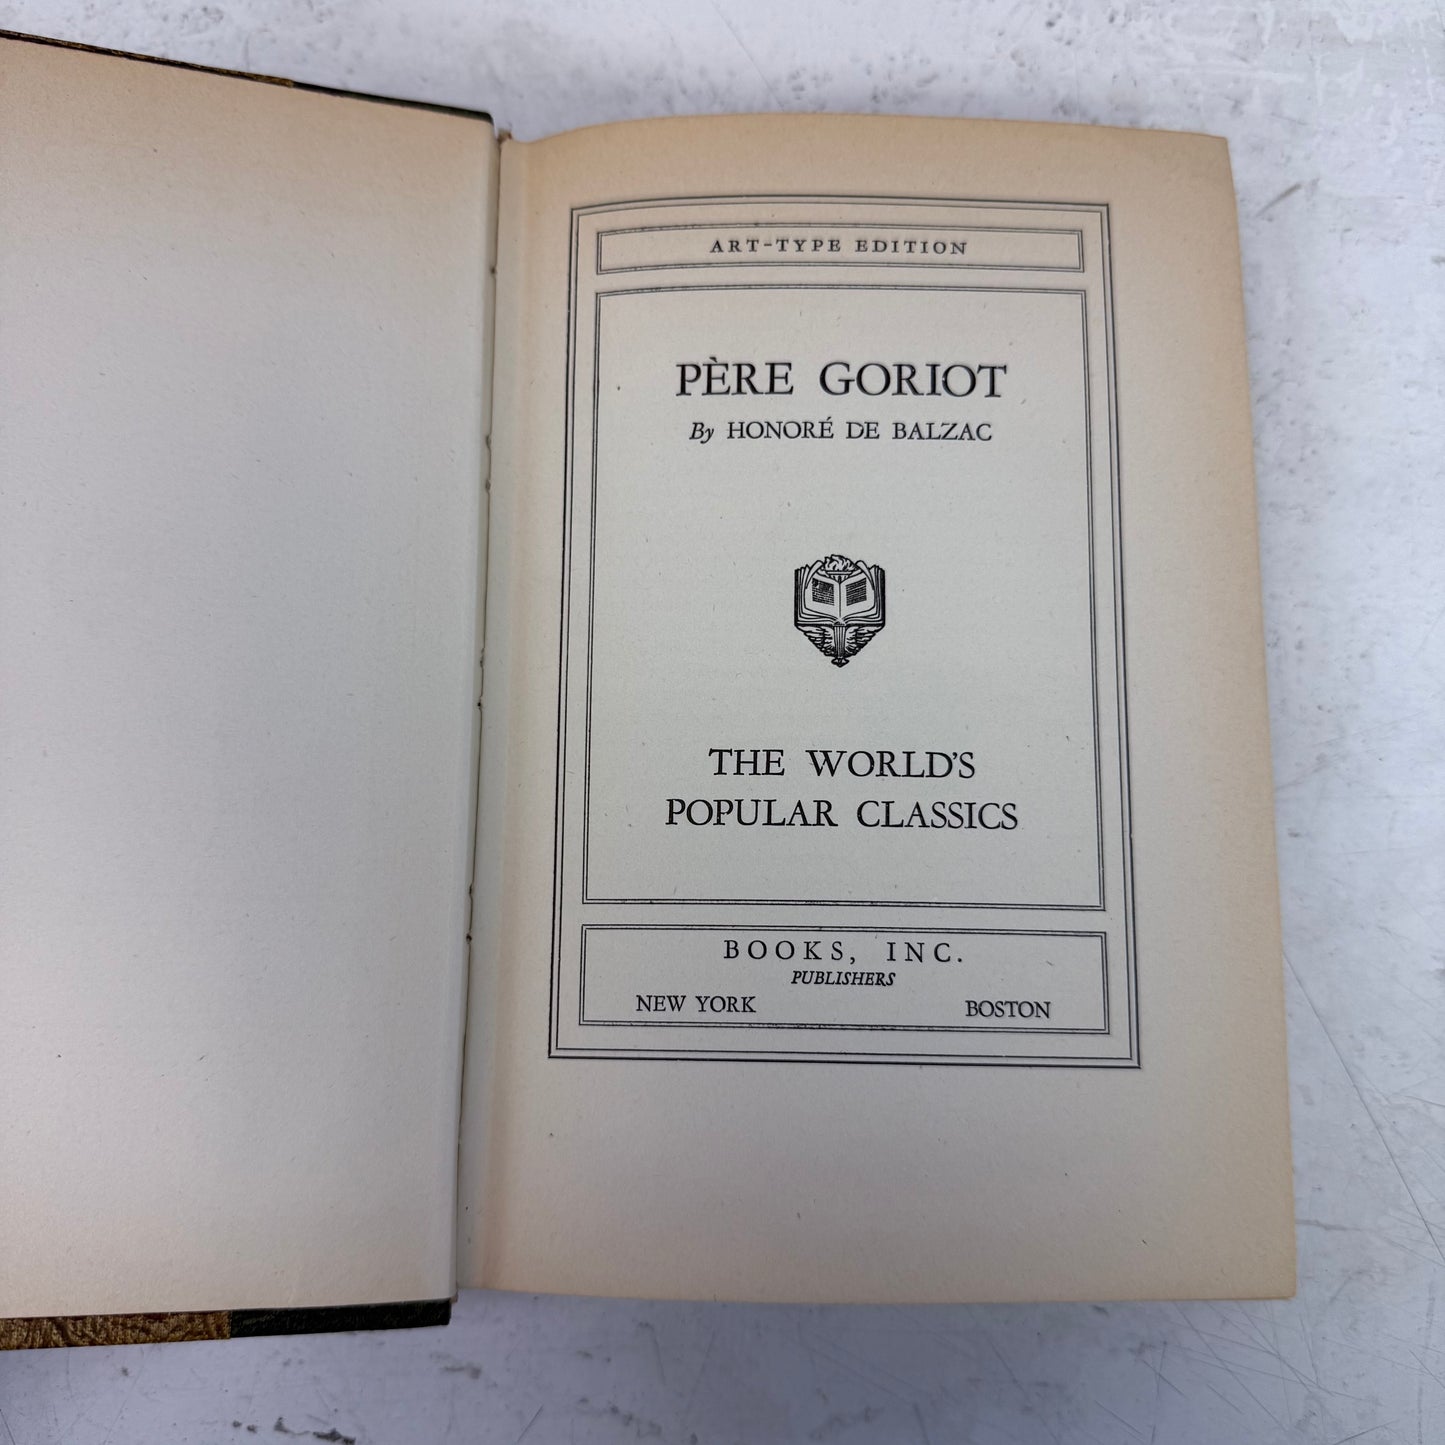 ART-TYPE EDITION
PÈRE GORIOT
By HONORÉ DE BALZAC
THE WORLD'S
POPULAR CLASSICS
BOOKS, INC.
PUBLISHERS
NEW YORK BOSTON